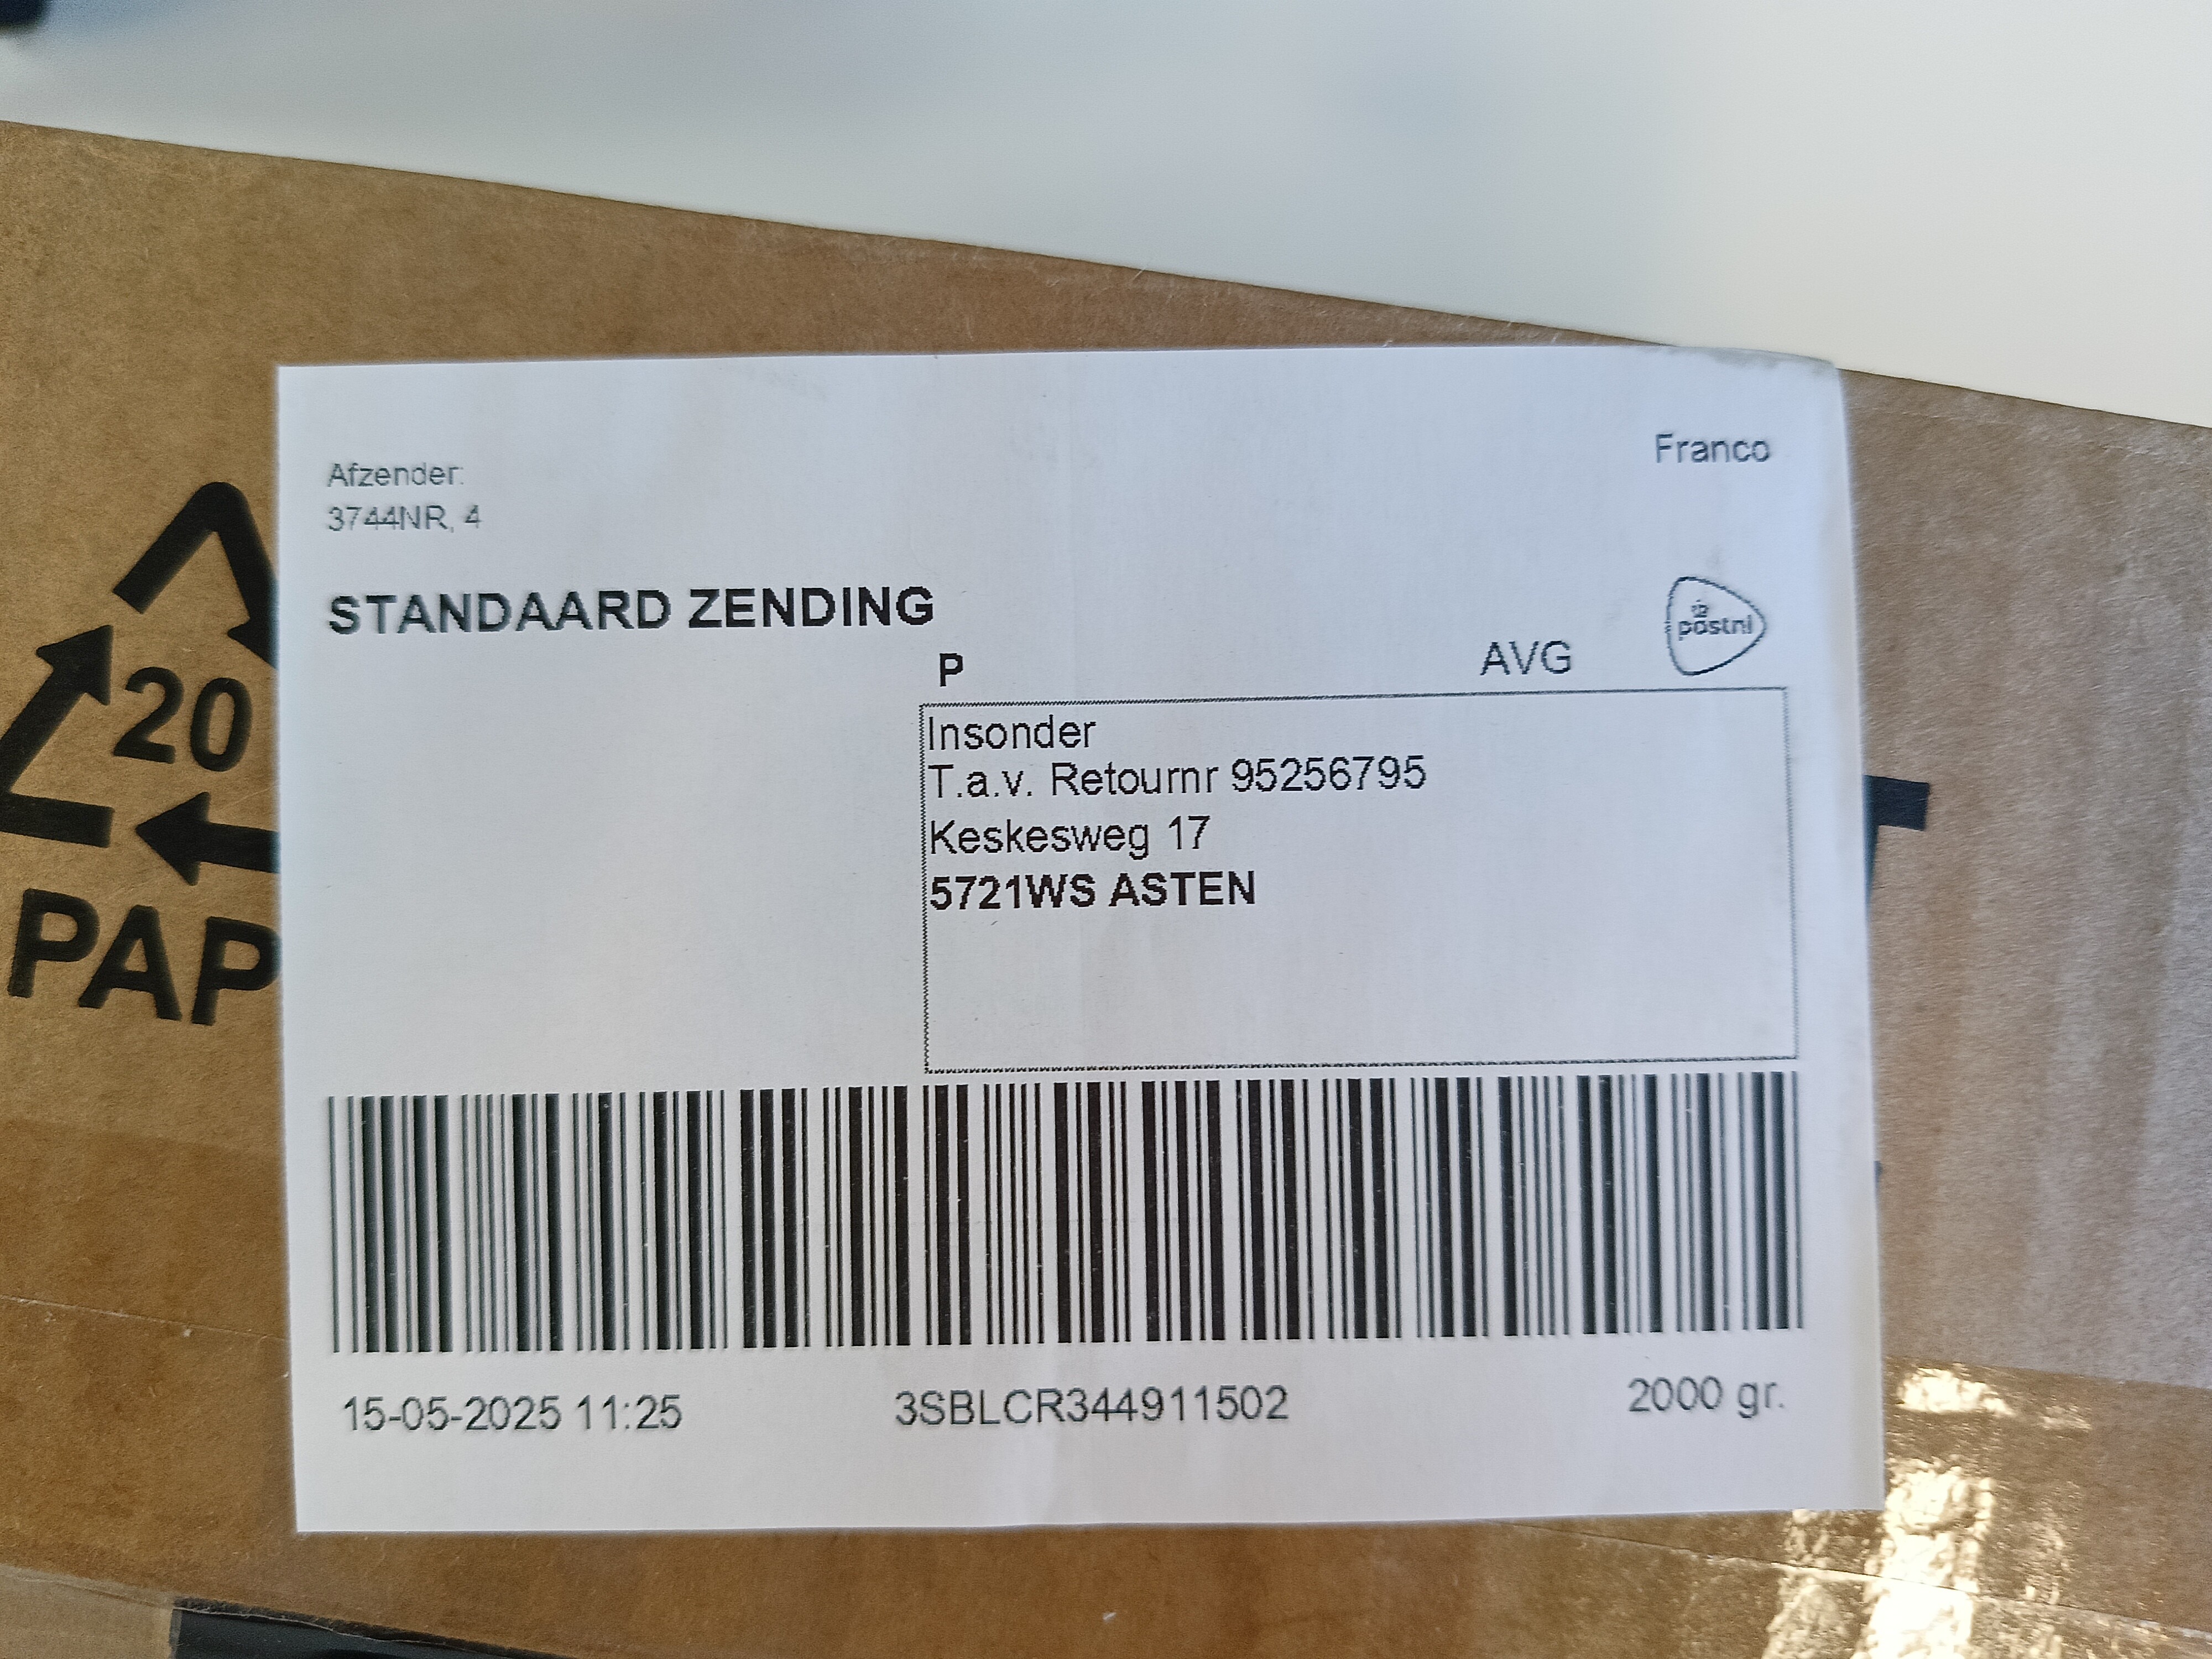 Franco
Afzender:
3744NR, 4
STANDAARD ZENDING
postnl
P
AVG
Insonder
T.a.v. Retournr 95256795
Keskesweg 17
5721WS ASTEN
20
PAP
15-05-2025 11:25
3SBLCR344911502
2000 gr.